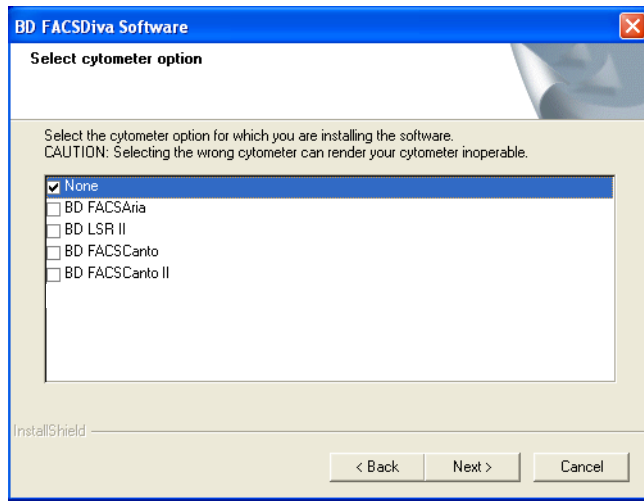 BD FACSDiva Software
Select cytometer option
Select the cytometer option for which you are installing the software.
CAUTION: Selecting the wrong cytometer can render your cytometer inoperable.
None
BD FACSAria
BD LSR II
BD FACSCanto
BD FACSCanto II
InstallShield
< Back Next > Cancel